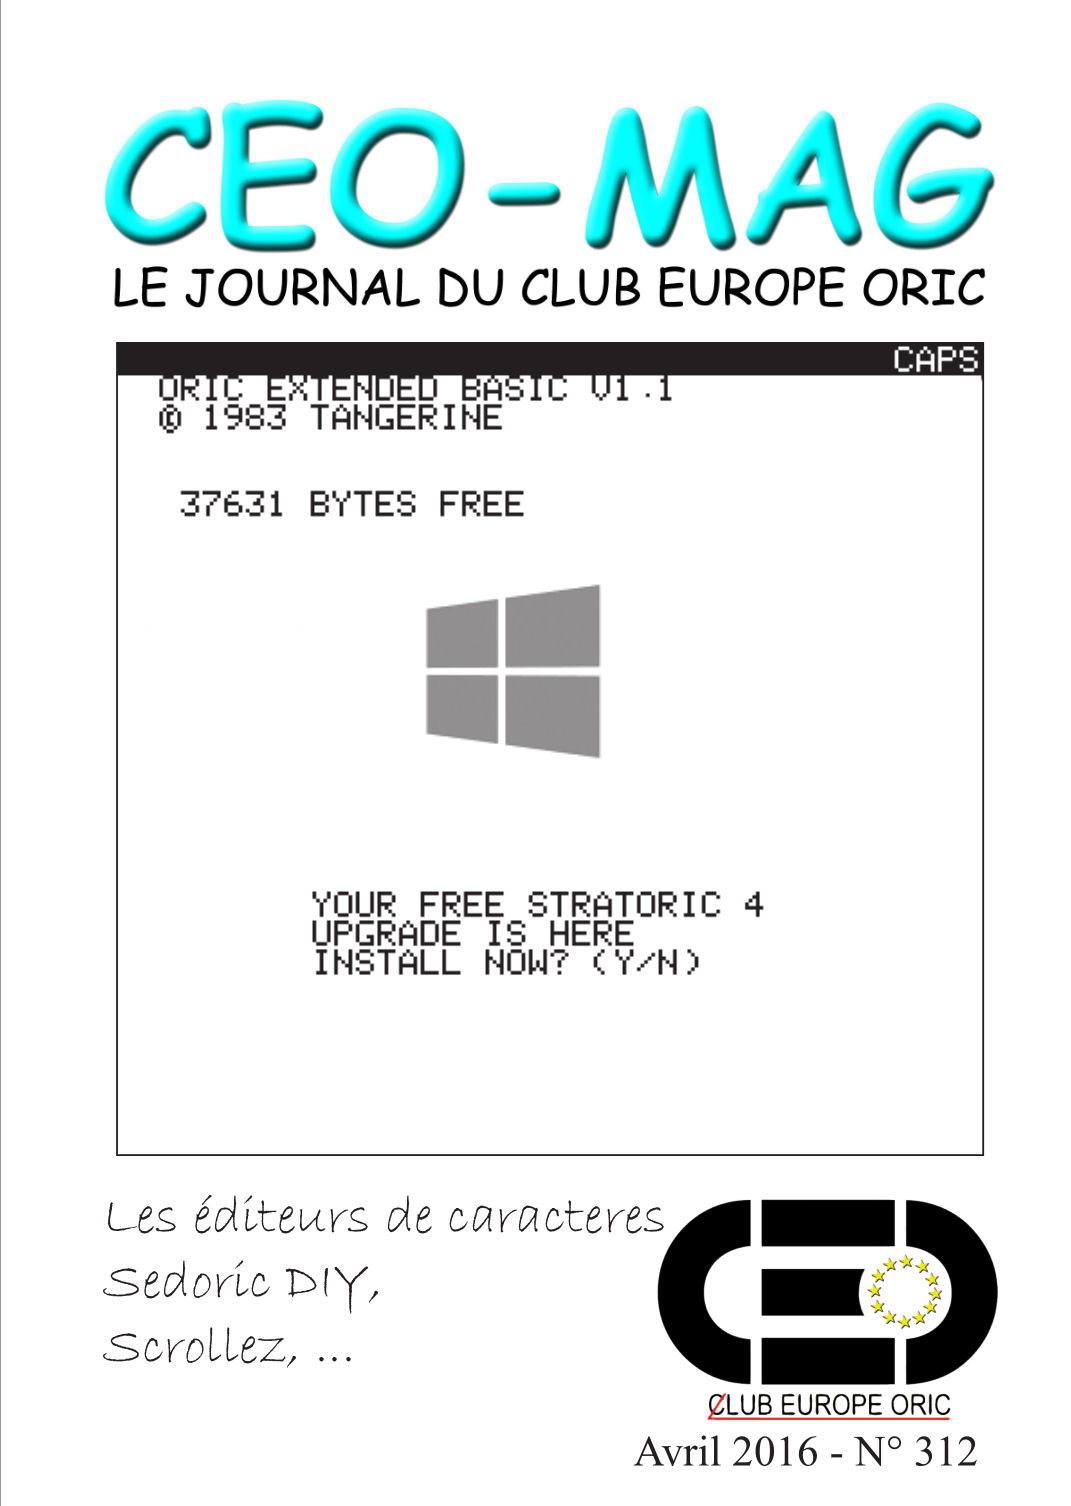 CEO-MAG
LE JOURNAL DU CLUB EUROPE ORIC
CAPS
ORIC EXTENDED BASIC V1.1
© 1983 TANGERINE
37631 BYTES FREE
YOUR FREE STRATORIC 4
UPGRADE IS HERE
INSTALL NOW? (Y/N)
Les éditeurs de caracteres
Sedoric DIY,
Scrollez, ...
CEO
CLUB EUROPE ORIC
Avril 2016 - N° 312